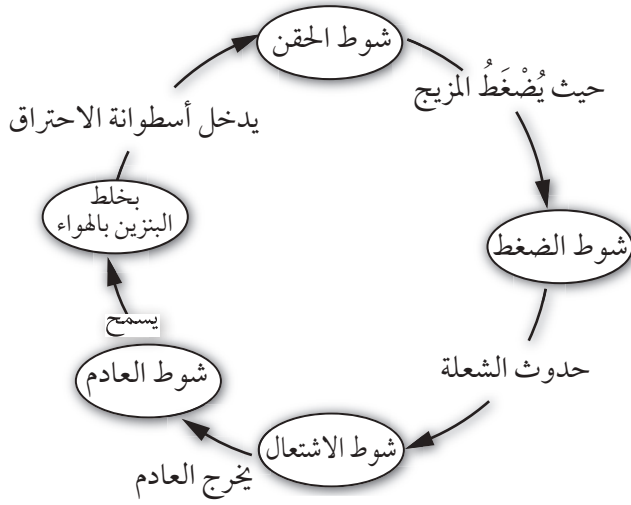 شوط الحقن
حيث يُضْغَطُ المزيج
شوط الضغط
حدوث الشعلة
شوط الاشتعال
يخرج العادم
شوط العادم
يسمح
بخلط
البنزين بالهواء
يدخل أسطوانة الاحتراق